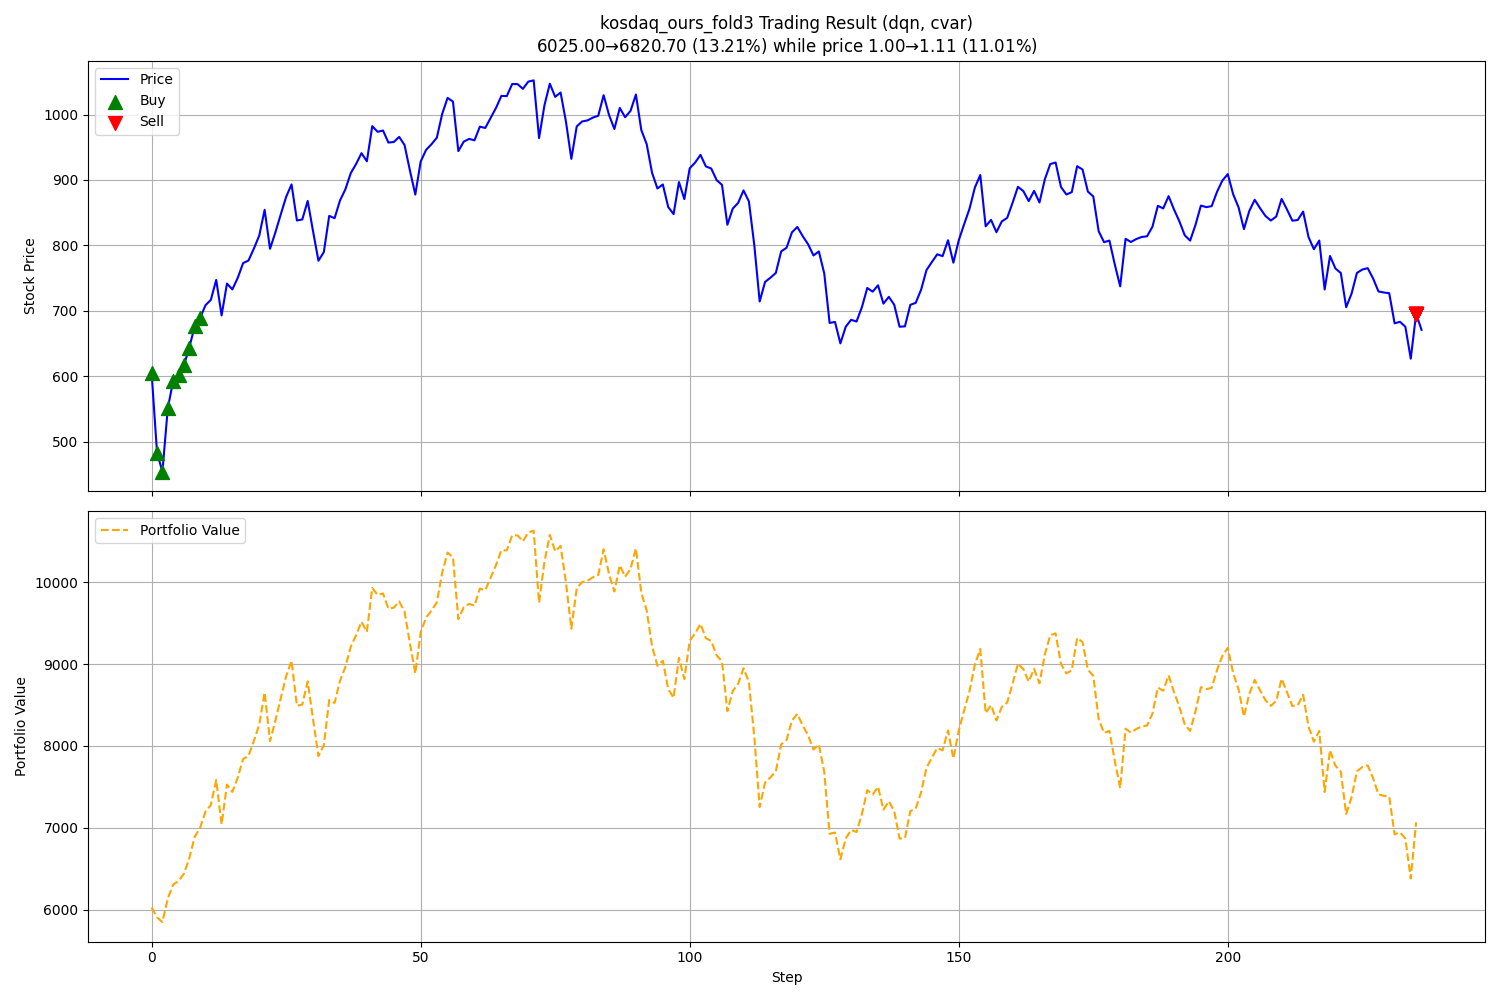 kosdaq_ours_fold3 Trading Result (dqn, cvar)
6025.00→6820.70 (13.21%) while price 1.00→1.11 (11.01%)
Price
Buy
Sell
1000
900
800
700
600
500
Stock Price
Portfolio Value
10000
9000
8000
7000
6000
Portfolio Value
0
50
100
150
200
Step